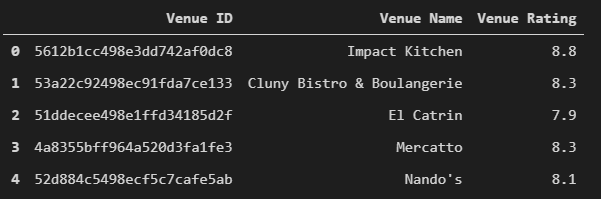 Venue ID Venue Name Venue Rating
0 5612b1cc498e3dd742af0dc8 Impact Kitchen 8.8
1 53a22c92498ec91fda7ce133 Cluny Bistro & Boulangerie 8.3
2 51ddecee498e1ffd34185d2f El Catrin 7.9
3 4a8355bff964a520d3fa1fe3 Mercatto 8.3
4 52d884c5498ecf5c7cafe5ab Nando's 8.1